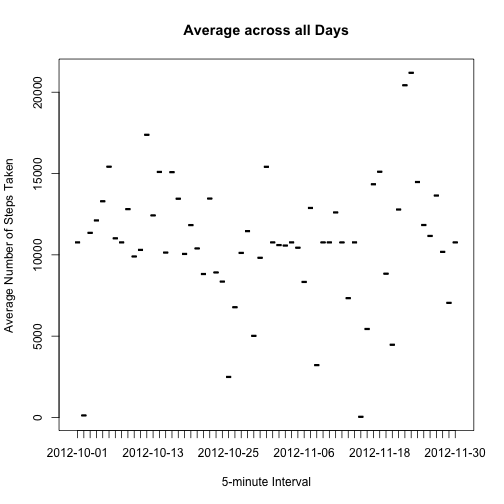 Average across all Days
Average Number of Steps Taken
20000
15000
10000
5000
0
2012-10-01 2012-10-13 2012-10-25 2012-11-06 2012-11-18 2012-11-30
5-minute Interval